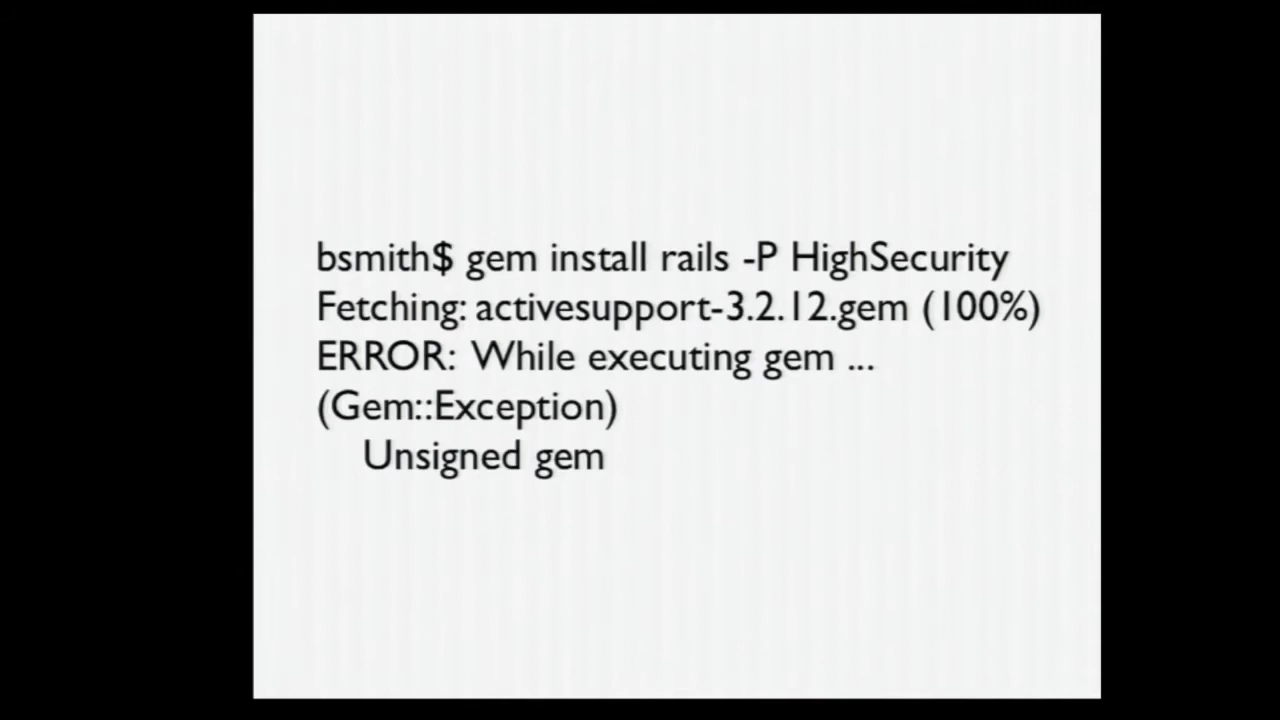 bsmith$ gem install rails -P HighSecurity
Fetching: activesupport-3.2.12.gem (100%)
ERROR:  While executing gem ...
(Gem::Exception)
    Unsigned gem